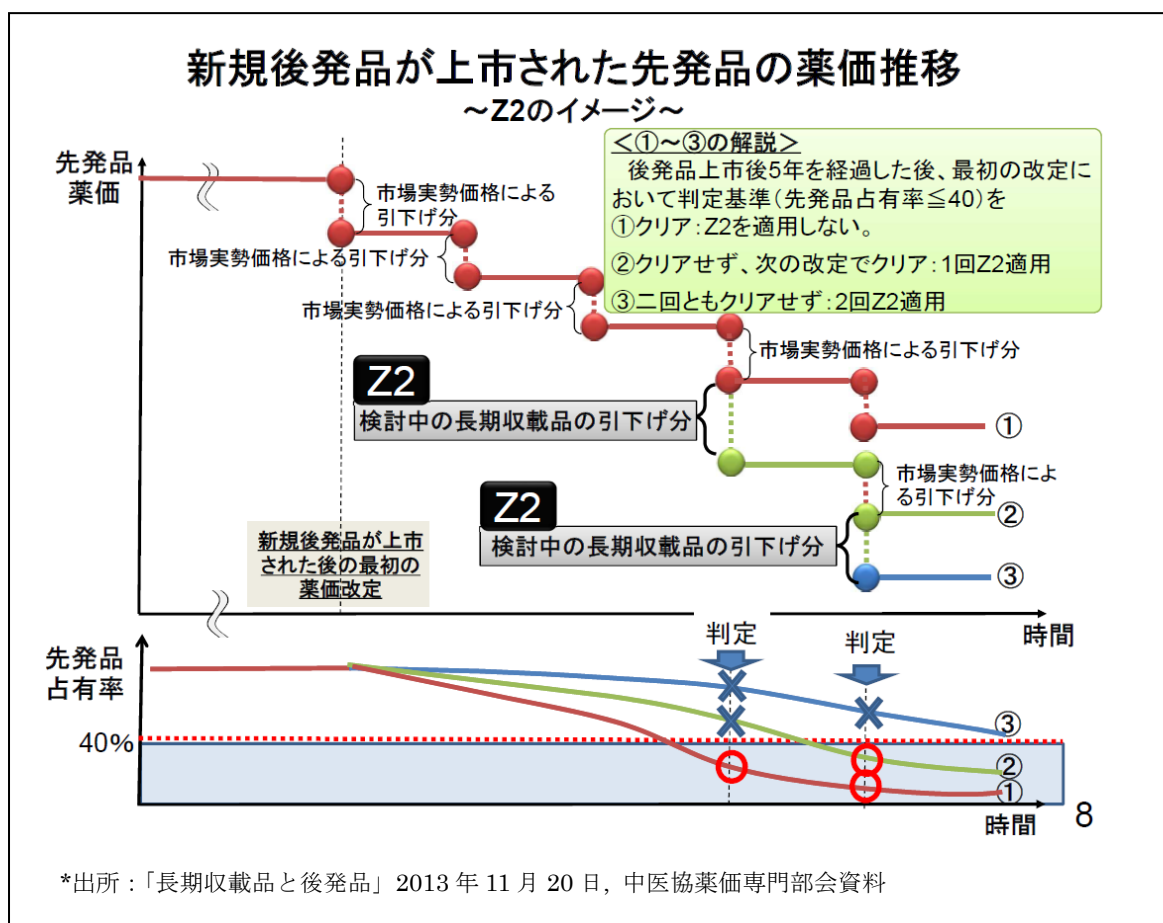 新規後発品が上市された先発品の薬価推移
～Z2のイメージ～
先発品
薬価
＜①～③の解説＞
後発品上市後5年を経過した後、最初の改定に
おいて判定基準（先発品占有率≦40）を
①クリア：Z2を適用しない。
②クリアせず、次の改定でクリア：1回Z2適用
③二回ともクリアせず：2回Z2適用
市場実勢価格による
引下げ分
市場実勢価格による引下げ分
市場実勢価格による引下げ分
市場実勢価格による引下げ分
Z2
検討中の長期収載品の引下げ分
①
市場実勢価格によ
る引下げ分
Z2
検討中の長期収載品の引下げ分
②
③
新規後発品が上市
された後の最初の
薬価改定
時間
先発品
占有率
判定
判定
40%
③
②
①
時間
8
*出所：「長期収載品と後発品」2013年11月20日, 中医協薬価専門部会資料